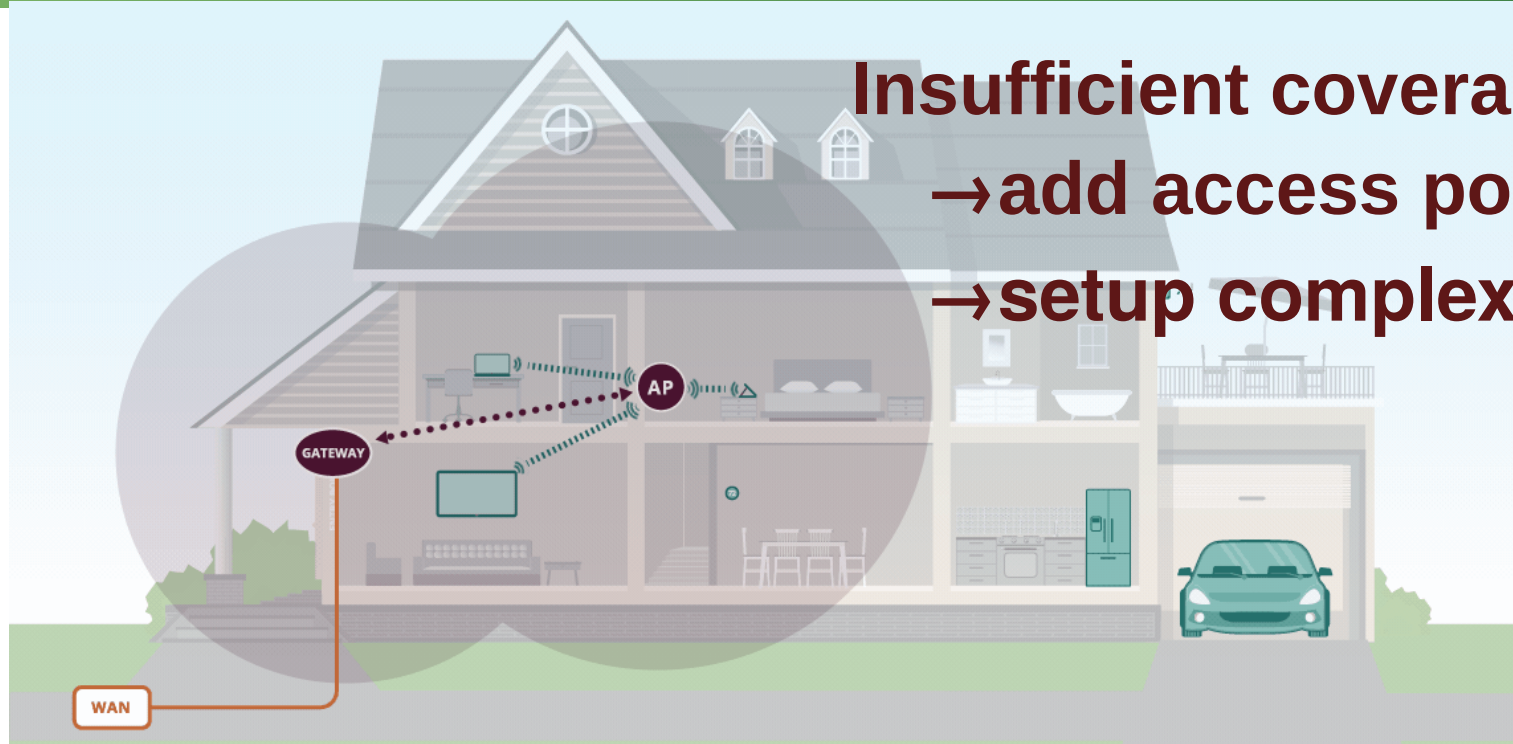 Insufficient covera
→add access po
→setup complex
AP
GATEWAY
WAN